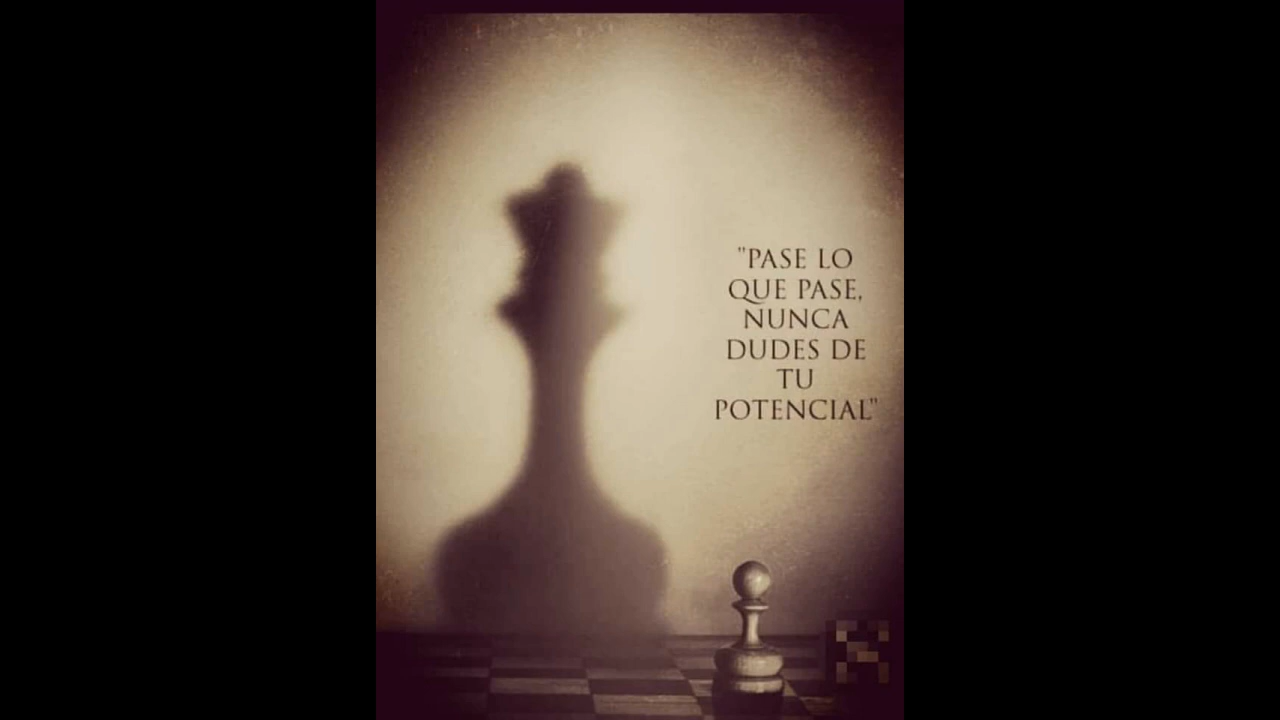 "PASE LO
QUE PASE,
NUNCA
DUDES DE
TU
POTENCIAL"